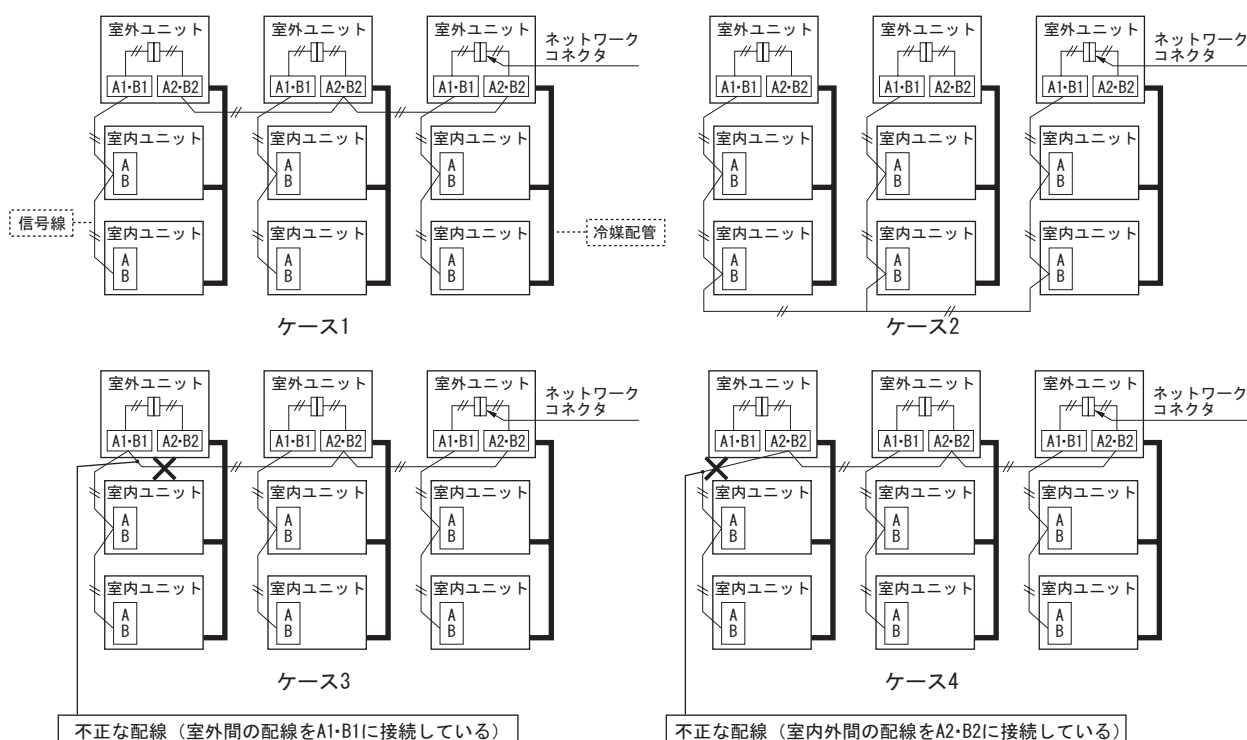 室外ユニット
室外ユニット
室外ユニット
ネットワーク
コネクタ
A1・B1 A2・B2
A1・B1 A2・B2
A1・B1 A2・B2
室内ユニット
室内ユニット
室内ユニット
A
B
A
B
A
B
信号線
冷媒配管
室内ユニット
室内ユニット
室内ユニット
A
B
A
B
A
B
ケース1
室外ユニット
室外ユニット
室外ユニット
ネットワーク
コネクタ
A1・B1 A2・B2
A1・B1 A2・B2
A1・B1 A2・B2
室内ユニット
室内ユニット
室内ユニット
A
B
A
B
A
B
室内ユニット
室内ユニット
室内ユニット
A
B
A
B
A
B
ケース2
室外ユニット
室外ユニット
室外ユニット
ネットワーク
コネクタ
A1・B1 A2・B2
A1・B1 A2・B2
A1・B1 A2・B2
室内ユニット
室内ユニット
室内ユニット
A
B
A
B
A
B
室内ユニット
室内ユニット
室内ユニット
A
B
A
B
A
B
ケース3
不正な配線（室外間の配線をA1・B1に接続している）
室外ユニット
室外ユニット
室外ユニット
ネットワーク
コネクタ
A1・B1 A2・B2
A1・B1 A2・B2
A1・B1 A2・B2
室内ユニット
室内ユニット
室内ユニット
A
B
A
B
A
B
室内ユニット
室内ユニット
室内ユニット
A
B
A
B
A
B
ケース4
不正な配線（室内外間の配線をA2・B2に接続している）